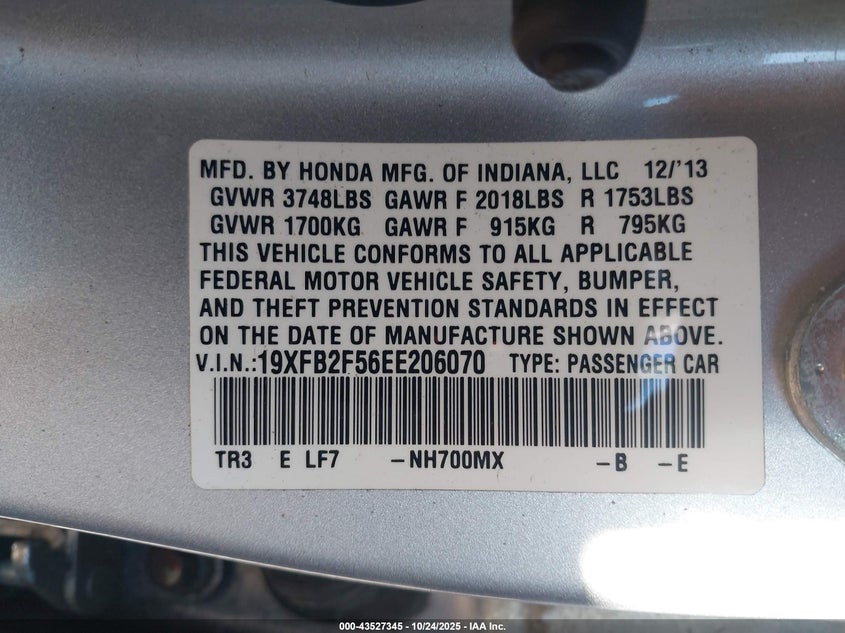 MFD. BY HONDA MFG. OF INDIANA, LLC 12/'13
GVWR 3748LBS GAWR F 2018LBS R 1753LBS
GVWR 1700KG GAWR F 915KG R 795KG
THIS VEHICLE CONFORMS TO ALL APPLICABLE
FEDERAL MOTOR VEHICLE SAFETY, BUMPER,
AND THEFT PREVENTION STANDARDS IN EFFECT
ON THE DATE OF MANUFACTURE SHOWN ABOVE.
V.I.N.:19XFB2F56EE206070 TYPE: PASSENGER CAR
TR3 E LF7 -NH700MX -B -E
000-43527345 | 10/24/2025 | IAA Inc.